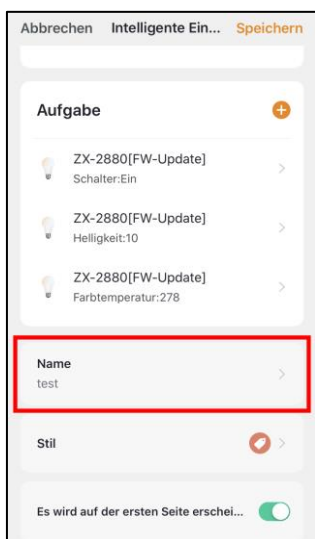 Abbrechen Intelligente Ein... Speichern
Aufgabe
ZX-2880[FW-Update]
Schalter:Ein
ZX-2880[FW-Update]
Helligkeit:10
ZX-2880[FW-Update]
Farbtemperatur:278
Name
test
Stil
Es wird auf der ersten Seite erschei...